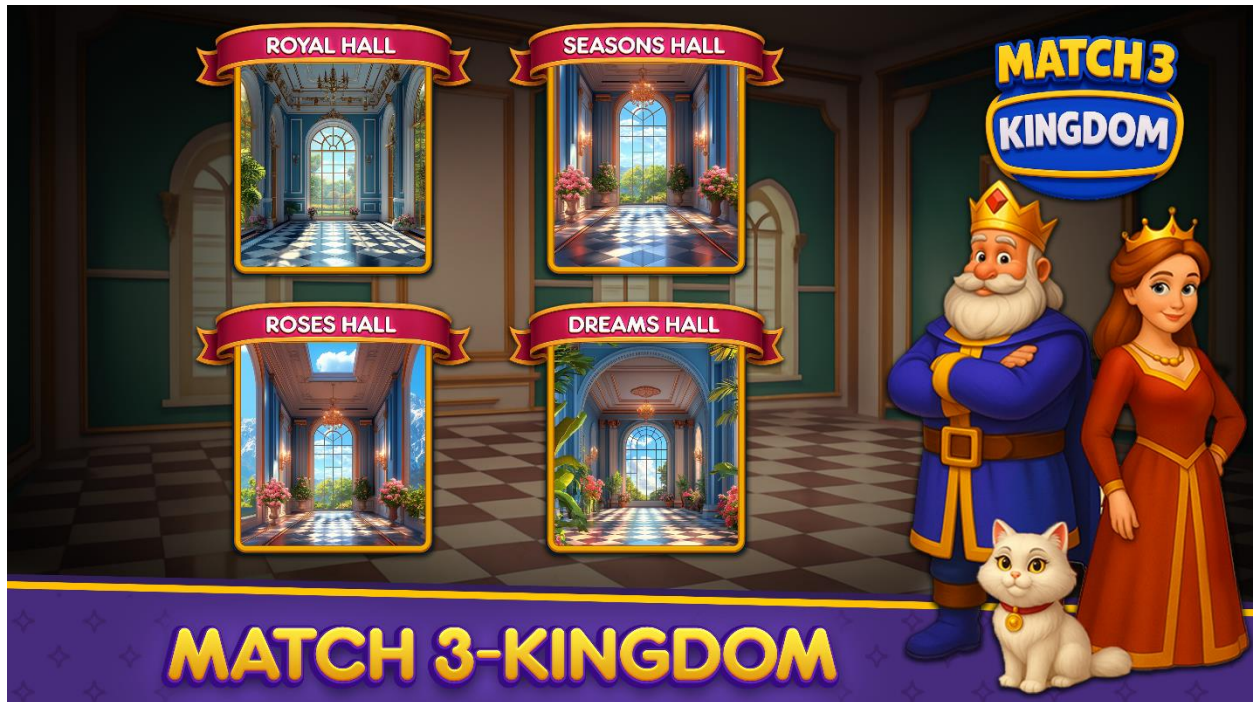 ROYAL HALL
SEASONS HALL
MATCH 3
KINGDOM
ROSES HALL
DREAMS HALL
MATCH 3-KINGDOM